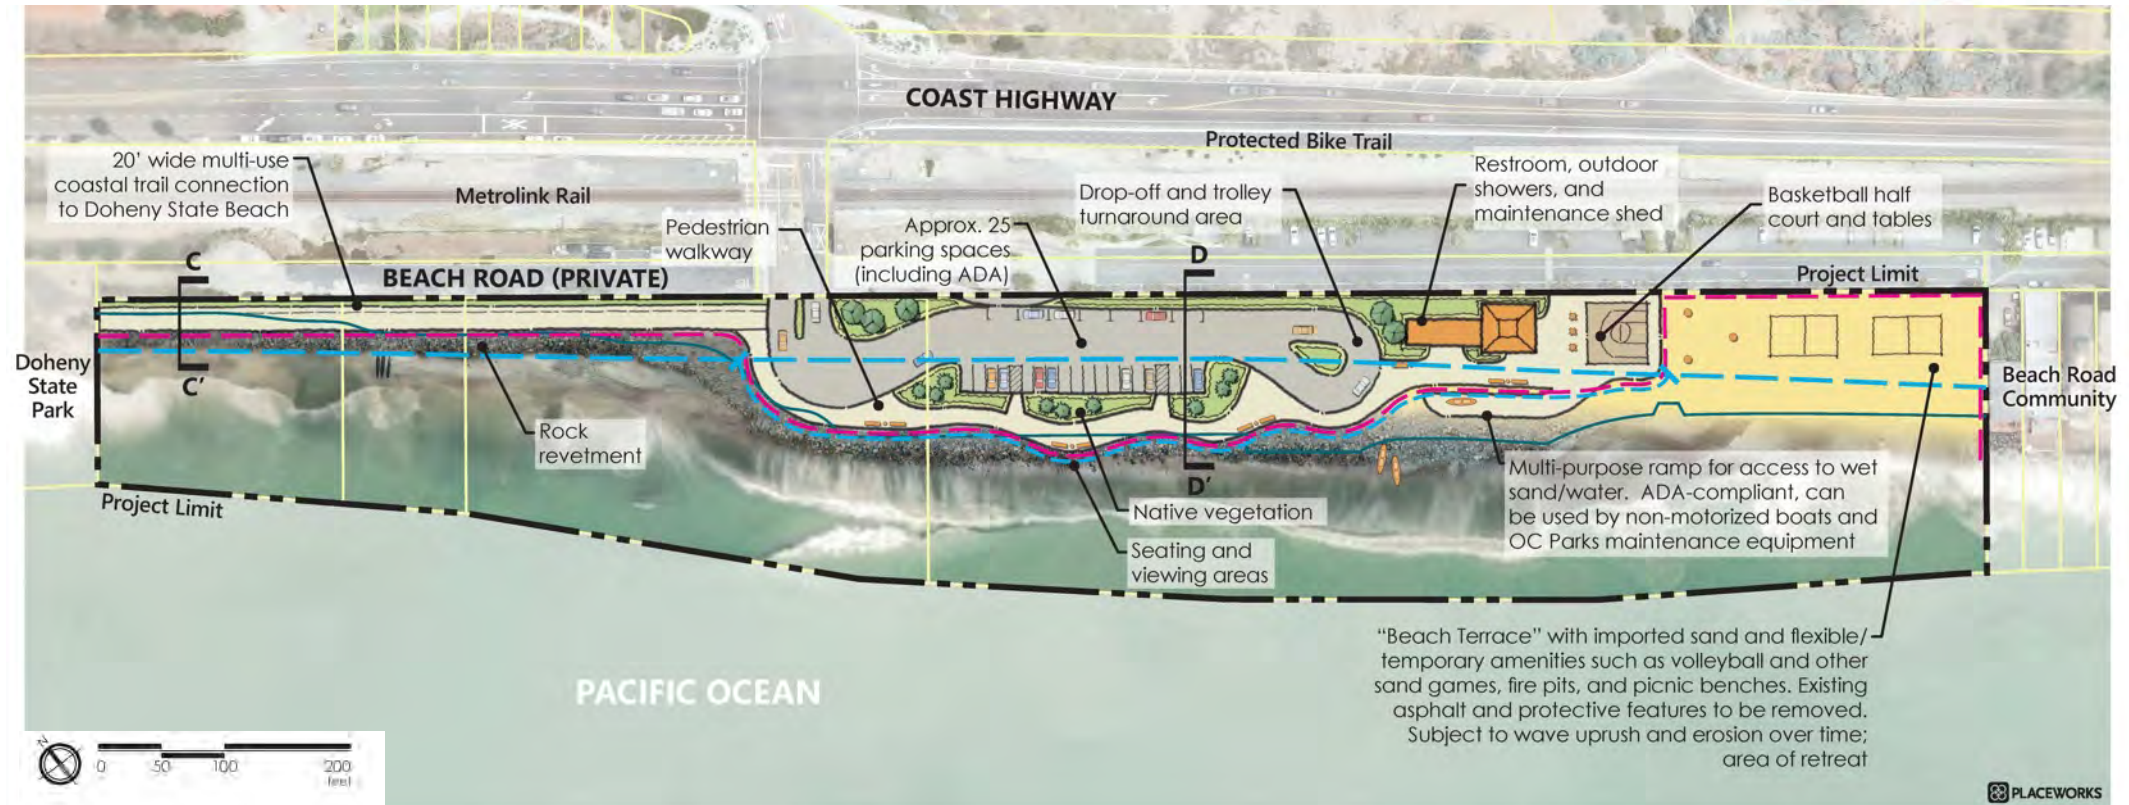 COAST HIGHWAY
Protected Bike Trail
20' wide multi-use
coastal trail connection
to Doheny State Beach
Metrolink Rail
Pedestrian
walkway
Approx. 25
parking spaces
(including ADA)
Drop-off and trolley
turnaround area
Restroom, outdoor
showers, and
maintenance shed
Basketball half
court and tables
C
BEACH ROAD (PRIVATE)
D
Project Limit
Doheny
State
Park
C'
Beach Road
Community
Rock
revetment
D'
Project Limit
Native vegetation
Seating and
viewing areas
Multi-purpose ramp for access to wet
sand/water. ADA-compliant, can
be used by non-motorized boats and
OC Parks maintenance equipment
“Beach Terrace” with imported sand and flexible/
temporary amenities such as volleyball and other
sand games, fire pits, and picnic benches. Existing
asphalt and protective features to be removed.
Subject to wave uprush and erosion over time;
area of retreat
PACIFIC OCEAN
N
0 50 100 200
feet
PLACEWORKS